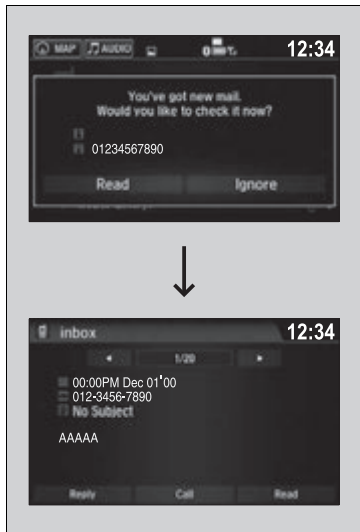 MAP AUDIO 12:34
You've got new mail.
Would you like to check it now?
01234567890
Read Ignore
inbox 12:34
1/20
00:00PM Dec 01'00
012-3456-7890
No Subject
AAAAA
Reply Call Read